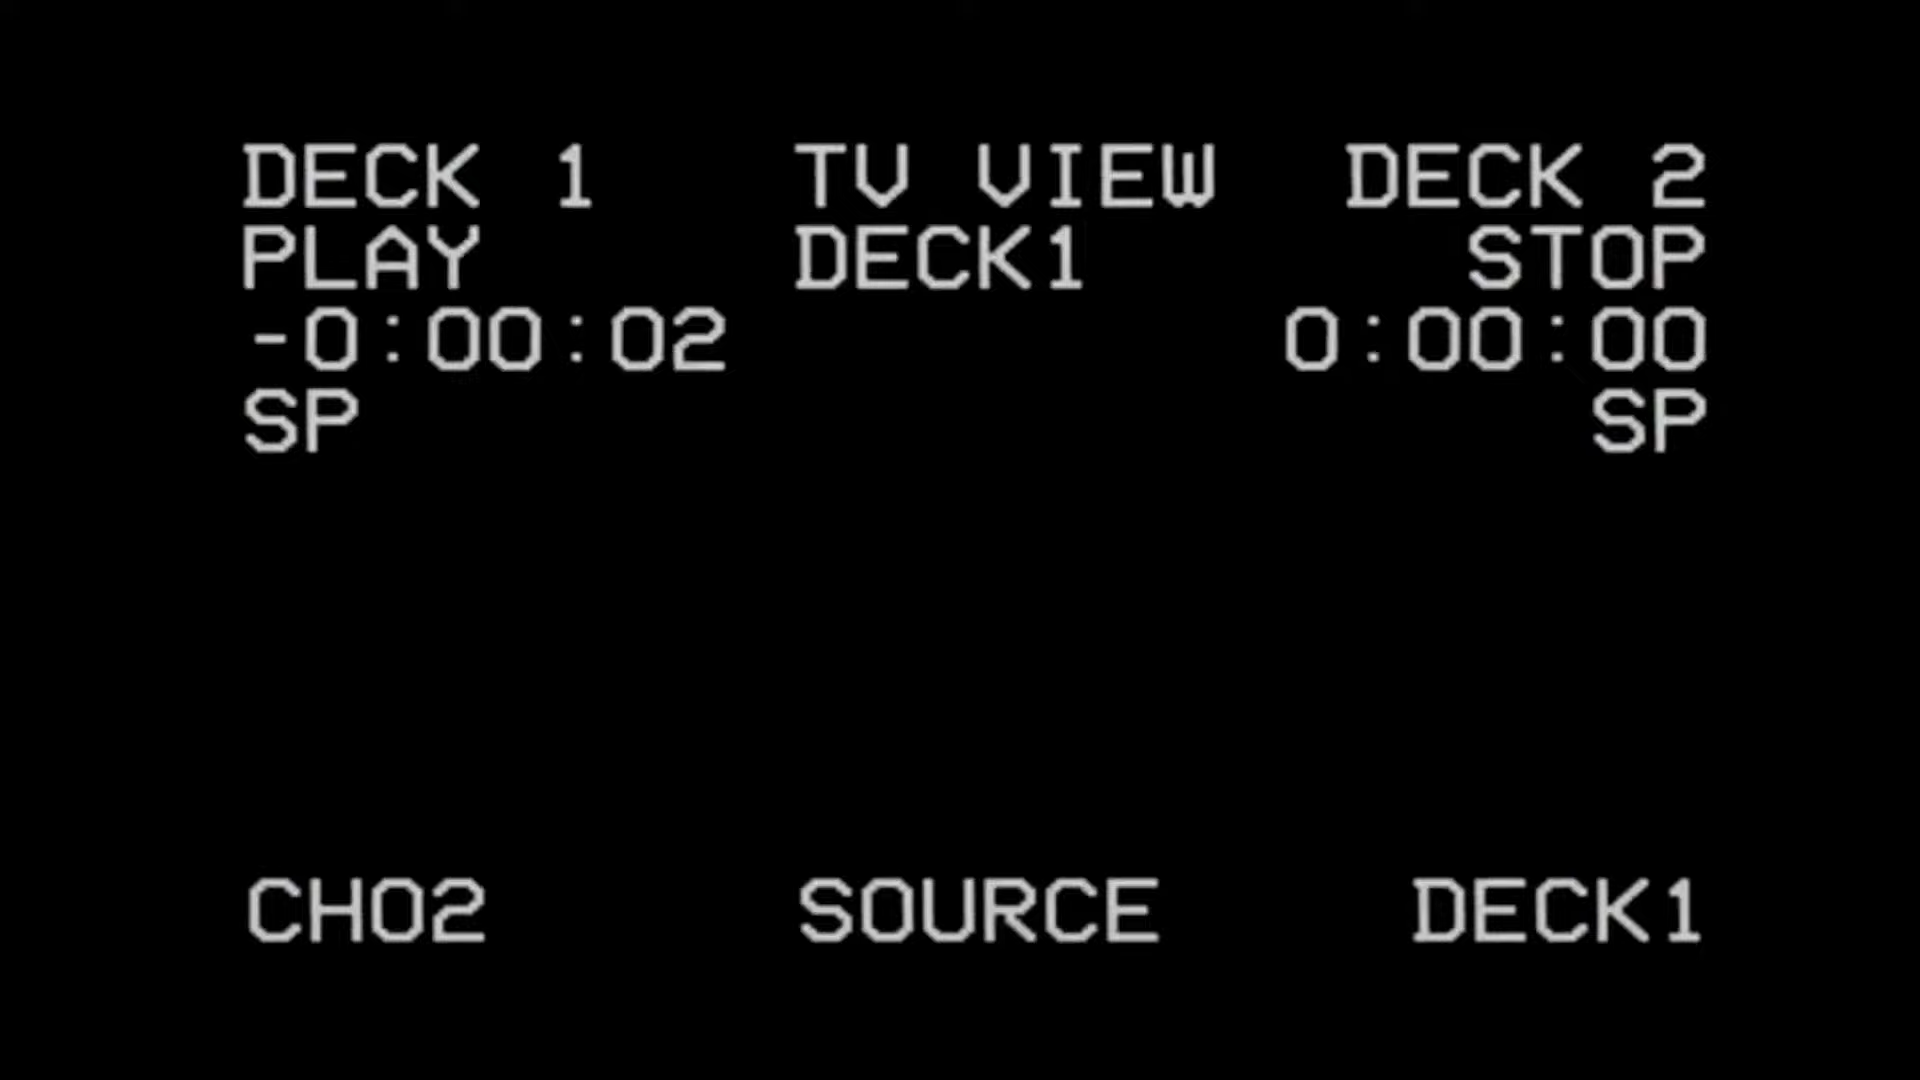 DECK 1 TV VIEW DECK 2
PLAY DECK1 STOP
-0:00:02 0:00:00
SP SP
CH02 SOURCE DECK1